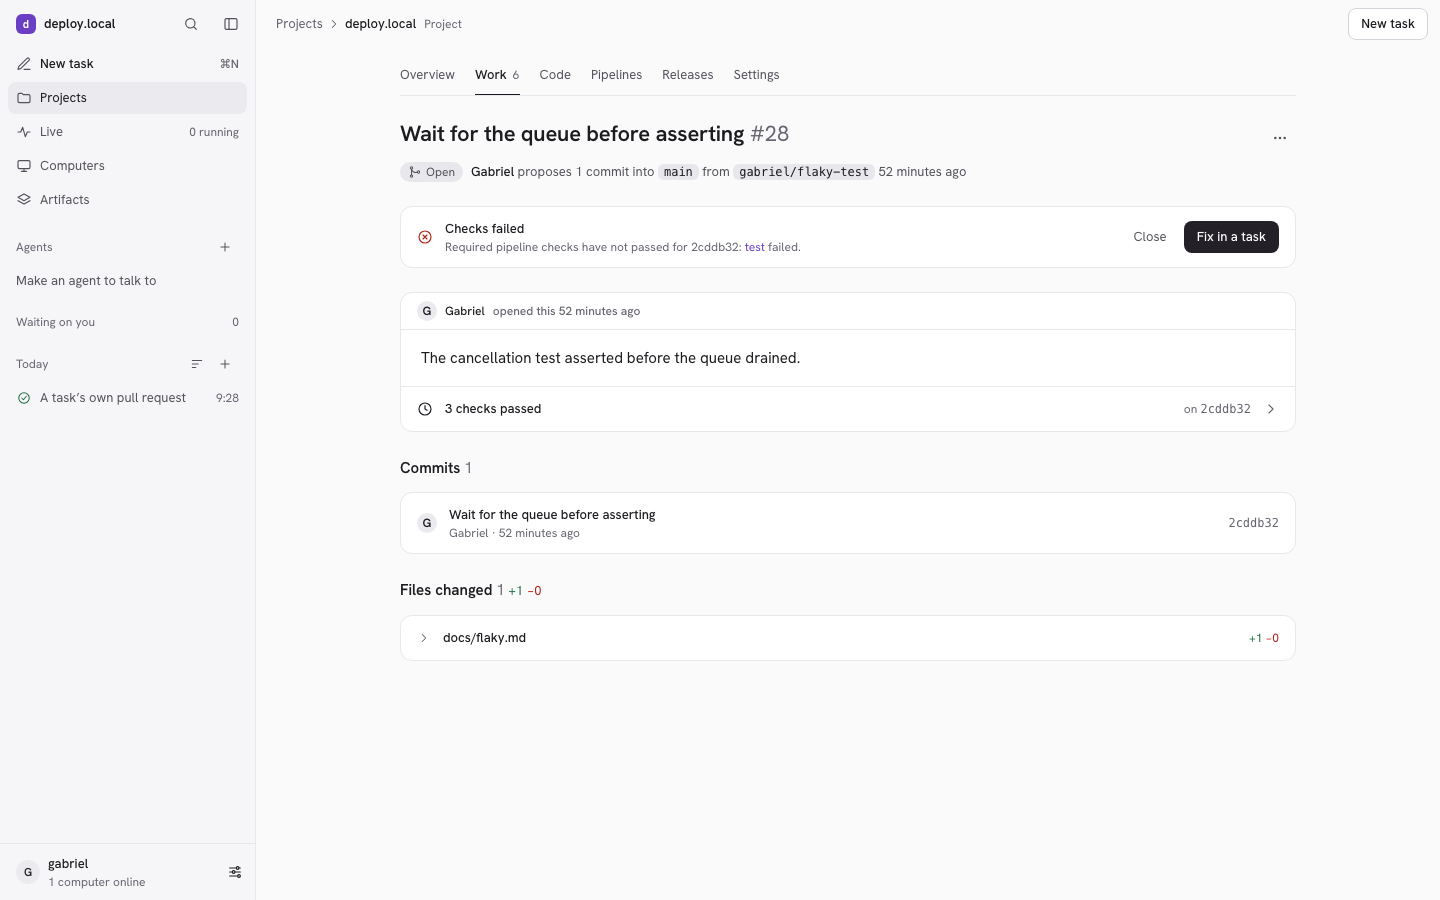 d deploy.local
New task ⌘N
Projects
Live 0 running
Computers
Artifacts
Agents
Make an agent to talk to
Waiting on you 0
Today
A task’s own pull request 9:28
G gabriel
1 computer online
Projects deploy.local Project
New task
Overview Work 6 Code Pipelines Releases Settings
Wait for the queue before asserting #28
Open Gabriel proposes 1 commit into main from gabriel/flaky-test 52 minutes ago
Checks failed
Required pipeline checks have not passed for 2cddb32: test failed.
Close Fix in a task
G Gabriel opened this 52 minutes ago
The cancellation test asserted before the queue drained.
3 checks passed on 2cddb32
Commits 1
G Wait for the queue before asserting
Gabriel · 52 minutes ago
2cddb32
Files changed 1 +1 −0
docs/flaky.md +1 −0